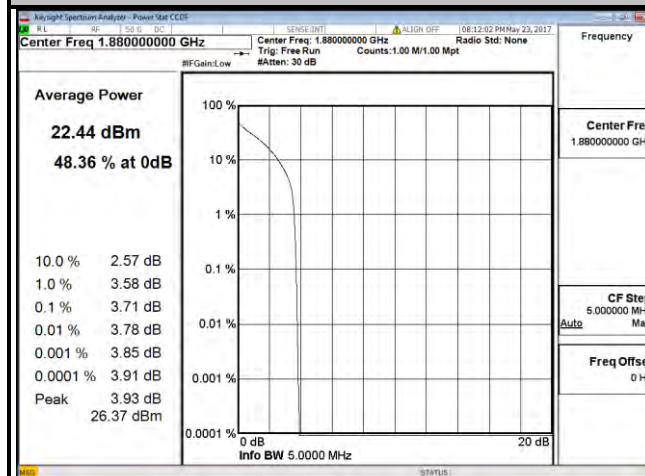 Keysight Spectrum Analyzer - Power Stat CCDF
RL RF 50 Ω DC SENSE:INT ALIGN OFF 08:12:02 PM May 23, 2017
Center Freq 1.880000000 GHz
Center Freq: 1.880000000 GHz Radio Std: None
Trig: Free Run Counts:1.00 M/1.00 Mpt
#IFGain:Low #Atten: 30 dB
Frequency
Average Power
22.44 dBm
48.36 % at 0dB
10.0 % 2.57 dB
1.0 % 3.58 dB
0.1 % 3.71 dB
0.01 % 3.78 dB
0.001 % 3.85 dB
0.0001 % 3.91 dB
Peak 3.93 dB
26.37 dBm
100 %
10 %
1 %
0.1 %
0.01 %
0.001 %
0.0001 %
0 dB 20 dB
Info BW 5.0000 MHz
Center Fre
1.880000000 GH
CF Ste
5.000000 MH
Auto Ma
Freq Offse
0 H
MSG STATUS